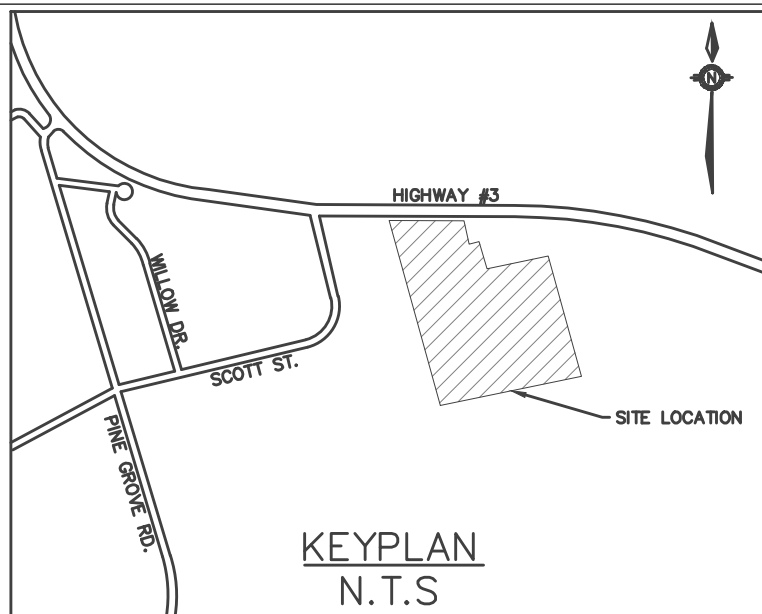 N
HIGHWAY #3
WILLOW DR.
SCOTT ST.
SITE LOCATION
PINE GROVE RD.
KEYPLAN
N.T.S